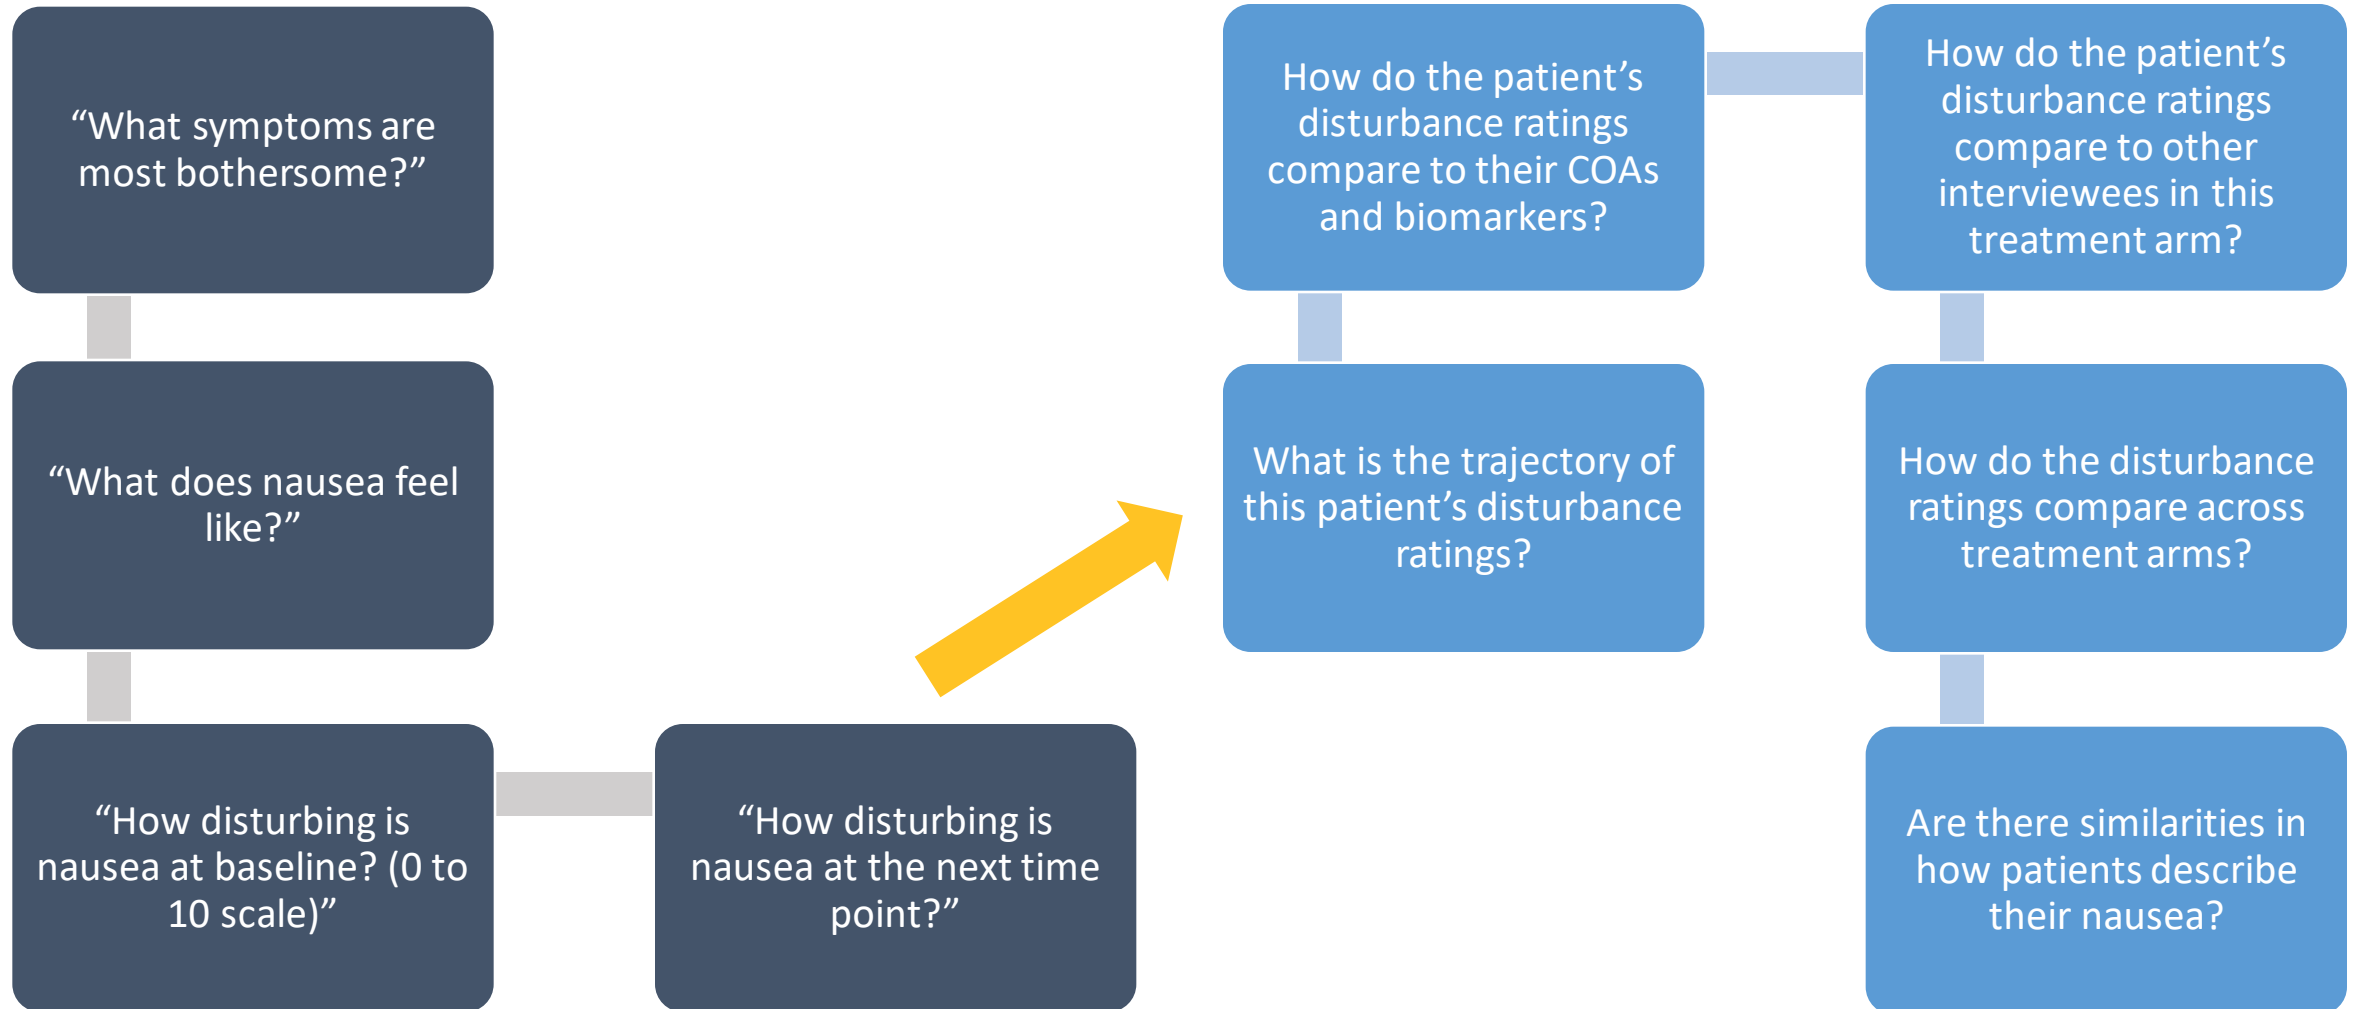 “What symptoms are
most bothersome?”
“What does nausea feel
like?”
“How disturbing is
nausea at baseline? (0 to
10 scale)”
“How disturbing is
nausea at the next time
point?”
What is the trajectory of
this patient’s disturbance
ratings?
How do the patient’s
disturbance ratings
compare to their COAs
and biomarkers?
How do the patient’s
disturbance ratings
compare to other
interviewees in this
treatment arm?
How do the disturbance
ratings compare across
treatment arms?
Are there similarities in
how patients describe
their nausea?